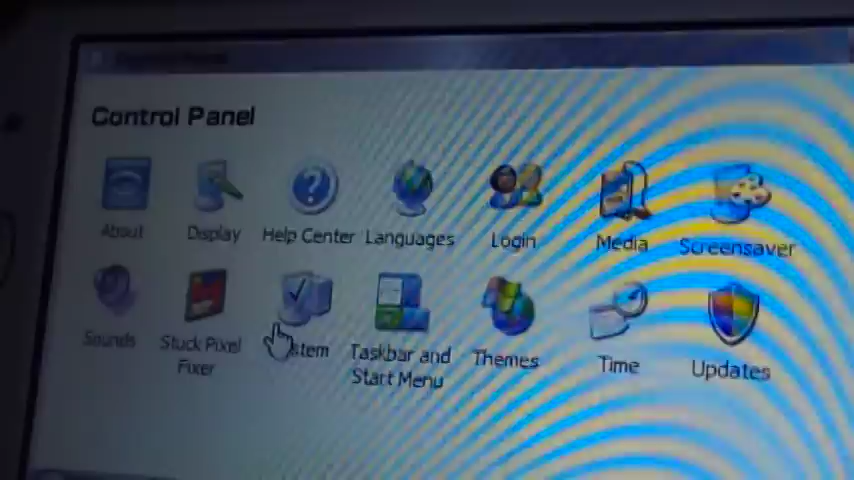 Control Panel
About Display Help Center Languages Login Media Screensaver
Sounds Stuck Pixel Fixer Taskbar and Start Menu Themes Time Updates